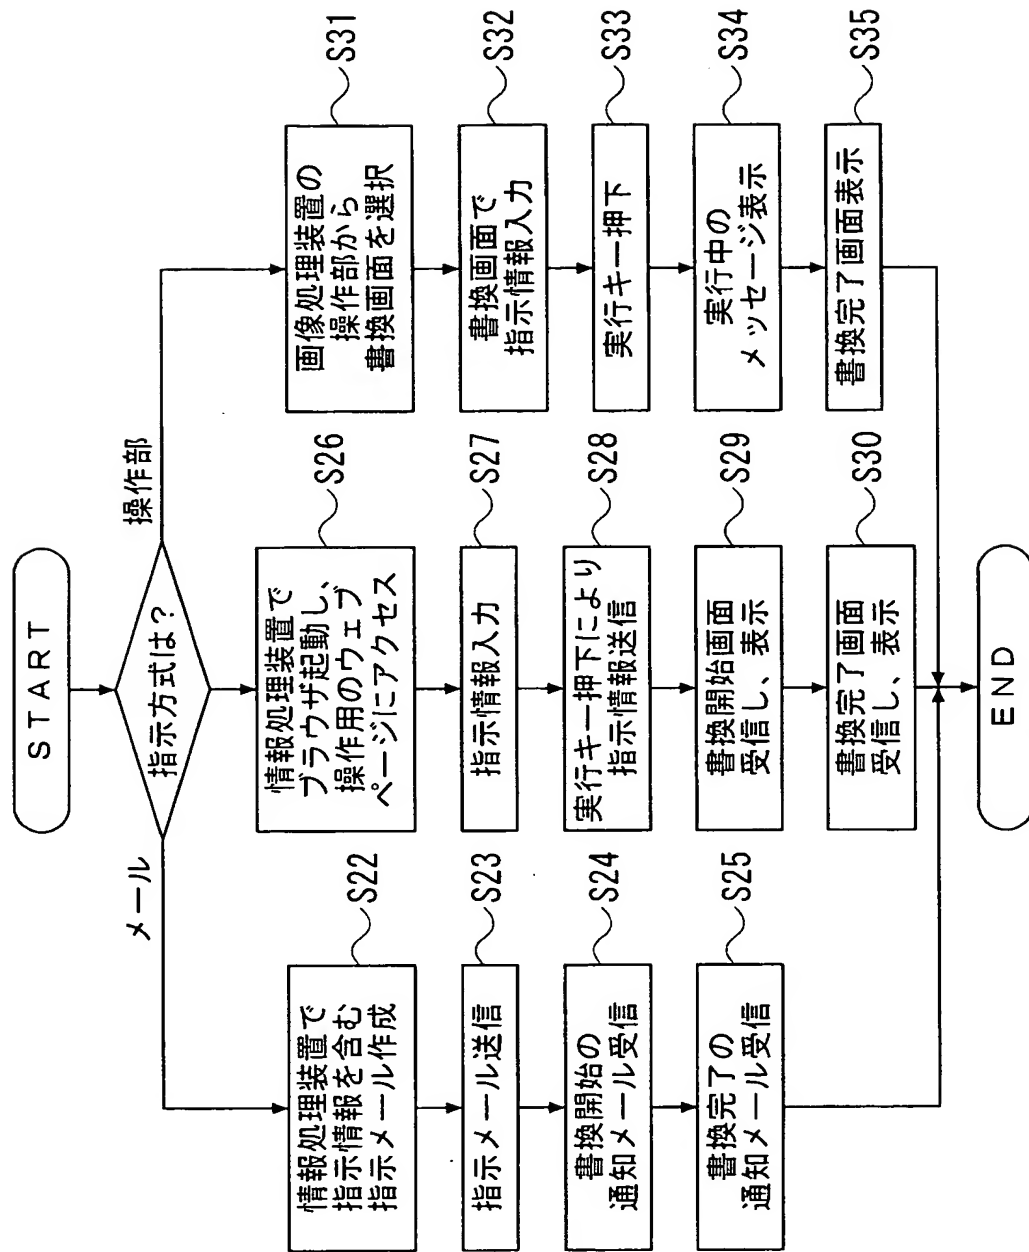 START
指示方式は？
メール
操作部
情報処理装置で
指示情報を含む
指示メール作成
S22
指示メール送信
S23
書換開始の
通知メール受信
S24
書換完了の
通知メール受信
S25
情報処理装置で
ブラウザ起動し、
操作用のウェブ
ページにアクセス
S26
指示情報入力
S27
実行キー押下により
指示情報送信
S28
書換開始画面
受信し、表示
S29
書換完了画面
受信し、表示
S30
画像処理装置の
操作部から
書換画面を選択
S31
書換画面で
指示情報入力
S32
実行キー押下
S33
実行中の
メッセージ表示
S34
書換完了画面表示
S35
END